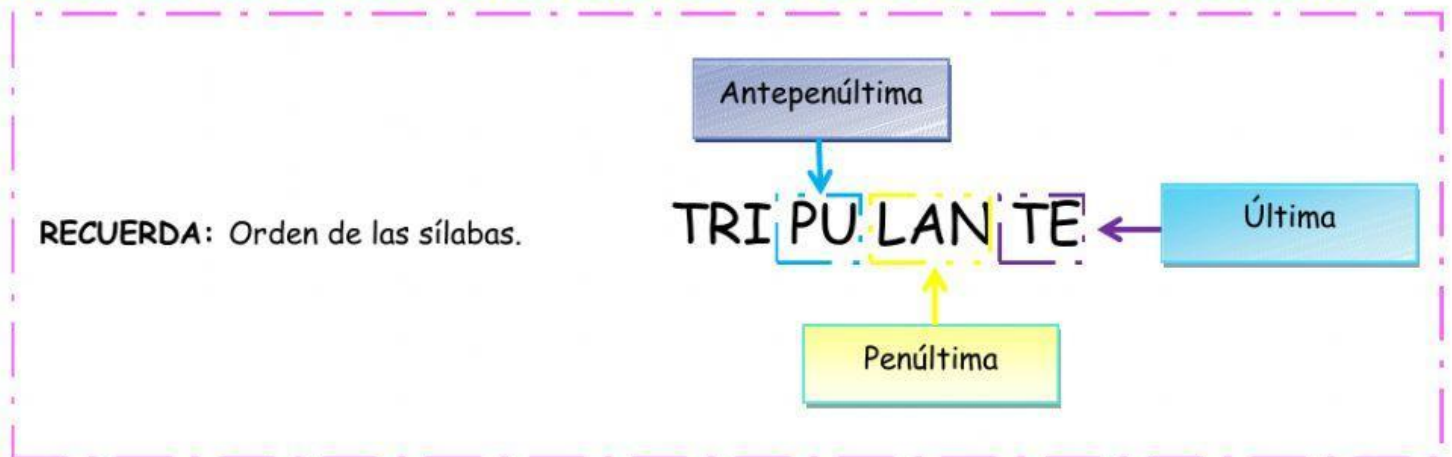 Antepenúltima
RECUERDA: Orden de las sílabas.
TRI PU LAN TE
Última
Penúltima